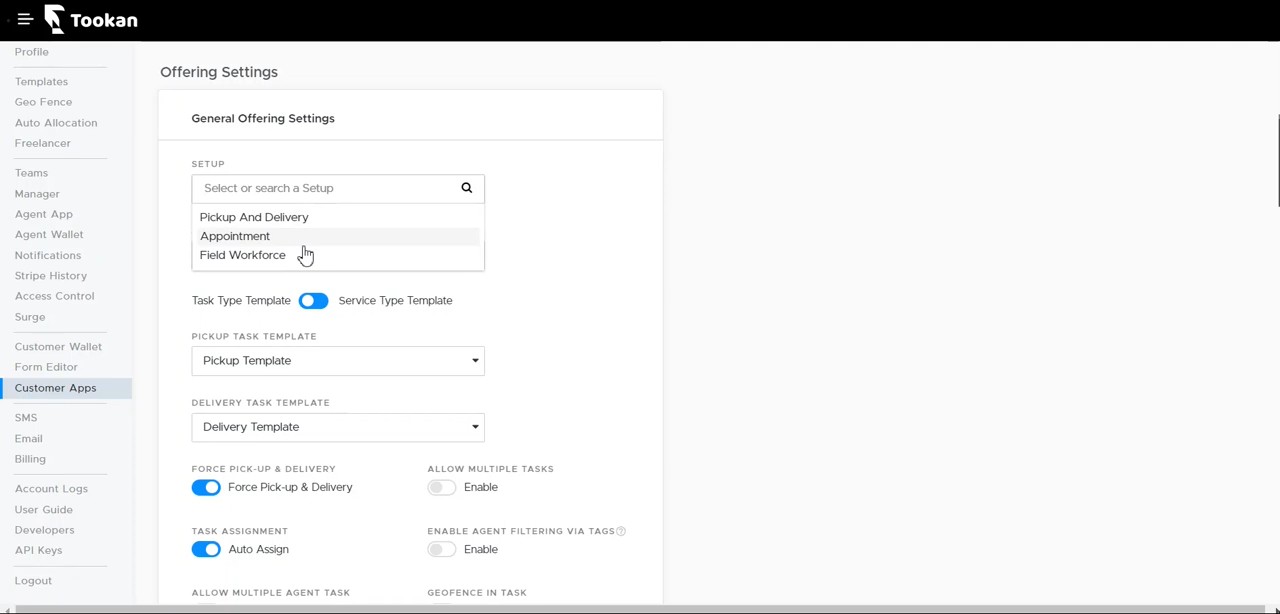 Tookan
Profile
Templates
Geo Fence
Auto Allocation
Freelancer
Teams
Manager
Agent App
Agent Wallet
Notifications
Stripe History
Access Control
Surge
Customer Wallet
Form Editor
Customer Apps
SMS
Email
Billing
Account Logs
User Guide
Developers
API Keys
Logout
Offering Settings
General Offering Settings
SETUP
Select or search a Setup
Pickup And Delivery
Appointment
Field Workforce
Task Type Template Service Type Template
PICKUP TASK TEMPLATE
Pickup Template
DELIVERY TASK TEMPLATE
Delivery Template
FORCE PICK-UP & DELIVERY ALLOW MULTIPLE TASKS
Force Pick-up & Delivery Enable
TASK ASSIGNMENT ENABLE AGENT FILTERING VIA TAGS
Auto Assign Enable
ALLOW MULTIPLE AGENT TASK GEOFENCE IN TASK